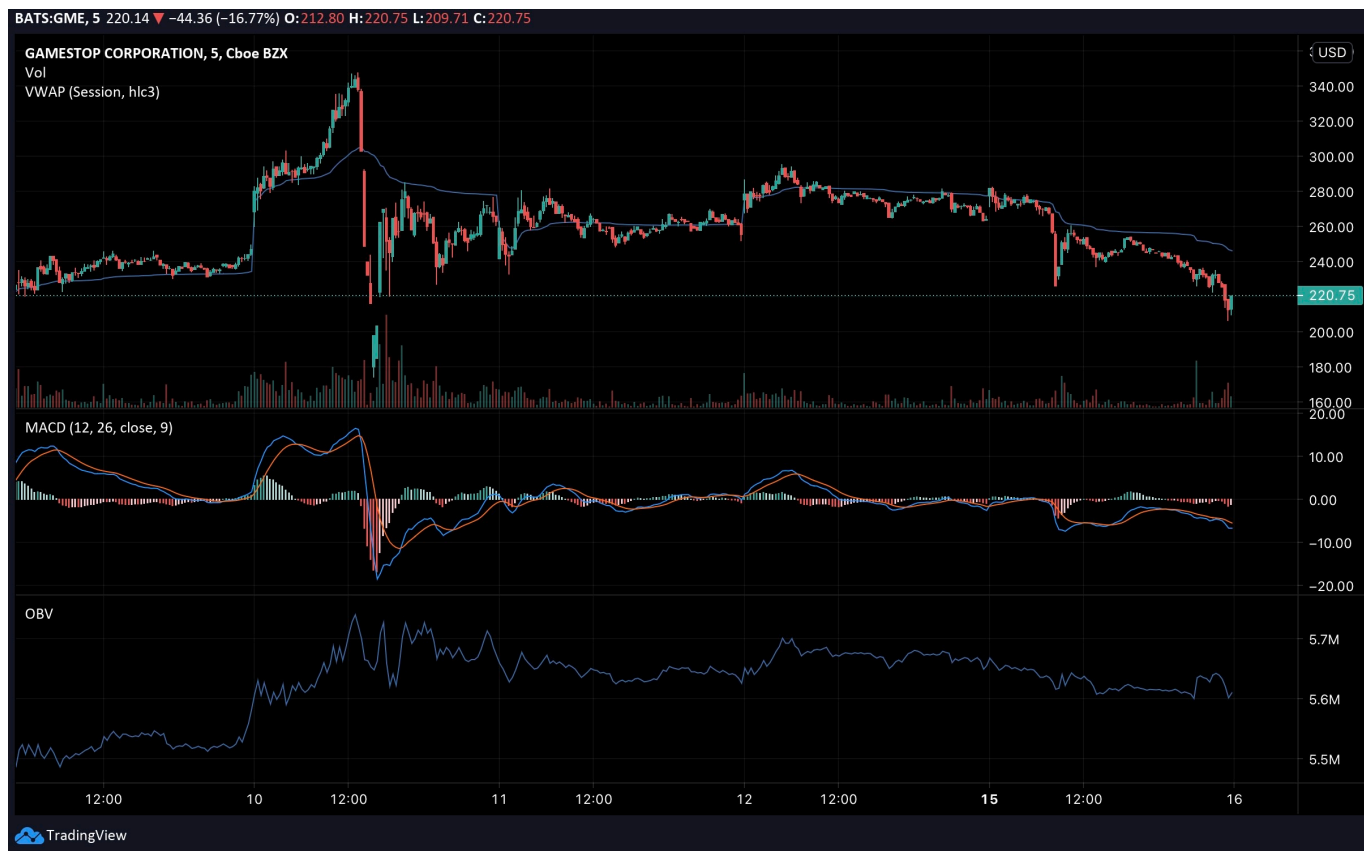 BATS:GME, 5 220.14 ▼ −44.36 (−16.77%) O:212.80 H:220.75 L:209.71 C:220.75
GAMESTOP CORPORATION, 5, Cboe BZX
USD
Vol
VWAP (Session, hlc3)
340.00
320.00
300.00
280.00
260.00
240.00
220.75
200.00
180.00
160.00
20.00
MACD (12, 26, close, 9)
10.00
0.00
−10.00
−20.00
OBV
5.7M
5.6M
5.5M
12:00 10 12:00 11 12:00 12 12:00 15 12:00 16
TradingView